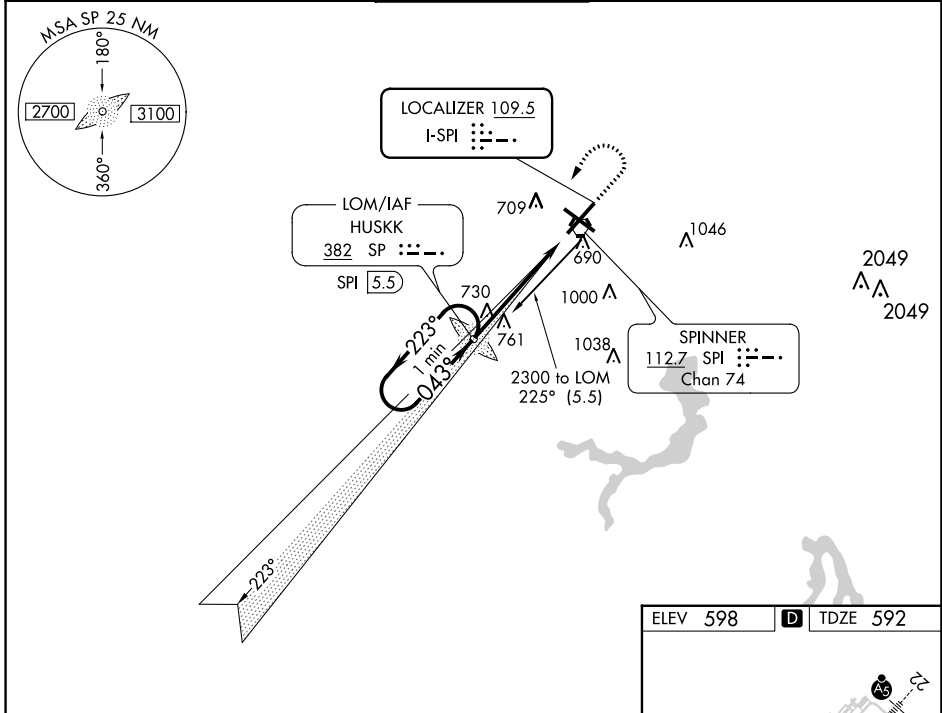 MSA SP 25 NM
180°
2700
3100
360°
LOCALIZER 109.5
I-SPI
LOM/IAF
HUSKK
382 SP
SPI 5.5
709
690
1046
2049
2049
730
761
1000
1038
223°
1 min
043°
2300 to LOM
225° (5.5)
SPINNER
112.7 SPI
Chan 74
223°
ELEV 598 D TDZE 592
A5
22